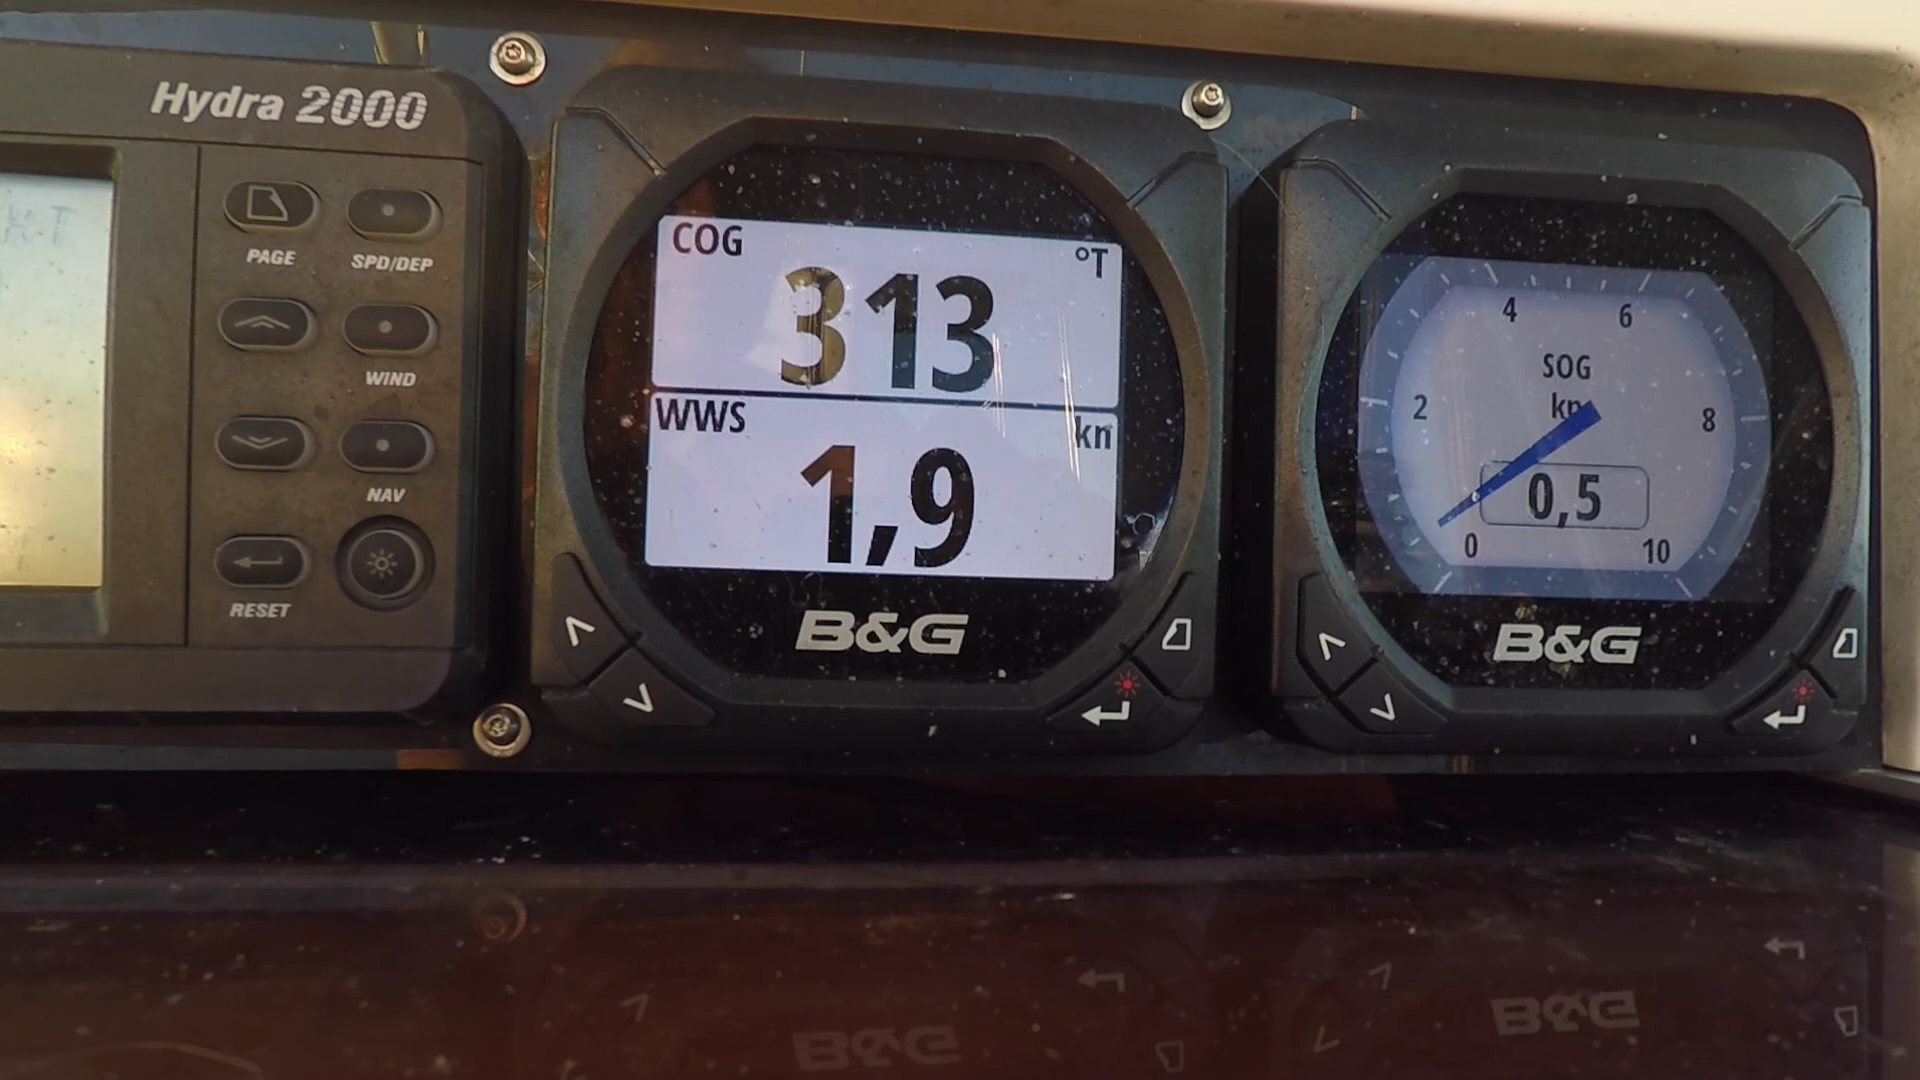 Hydra 2000
PAGE
SPD/DEP
WIND
NAV
RESET
COG
°T
313
WWS
kn
1,9
B&G
4
6
SOG
kn
2
8
0,5
0
10
B&G